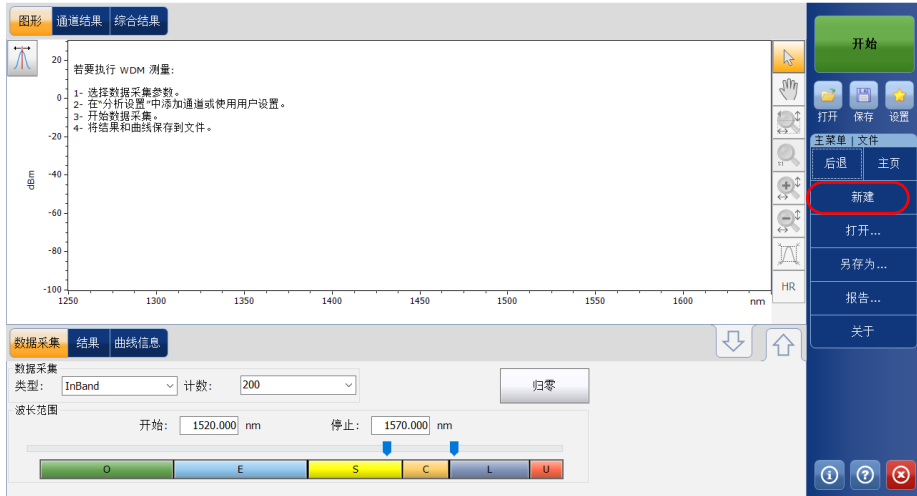 图形 通道结果 综合结果
dBm
20
0
-20
-40
-60
-80
-100
若要执行 WDM 测量:
1- 选择数据采集参数。
2- 在“分析设置”中添加通道或使用用户设置。
3- 开始数据采集。
4- 将结果和曲线保存到文件。
1250 1300 1350 1400 1450 1500 1550 1600 nm
1:1
HR
数据采集 结果 曲线信息
数据采集
类型: InBand 计数: 200 归零
波长范围
开始: 1520.000 nm 停止: 1570.000 nm
O E S C L U
开始
打开 保存 设置
主菜单 | 文件
后退 主页
新建
打开...
另存为...
报告...
关于